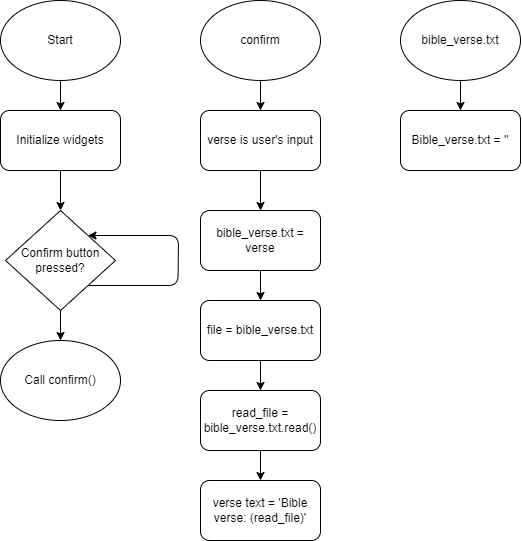 Start
Initialize widgets
Confirm button
pressed?
Call confirm()
confirm
verse is user's input
bible_verse.txt =
verse
file = bible_verse.txt
read_file =
bible_verse.txt.read()
verse text = 'Bible
verse: (read_file)'
bible_verse.txt
Bible_verse.txt = ''